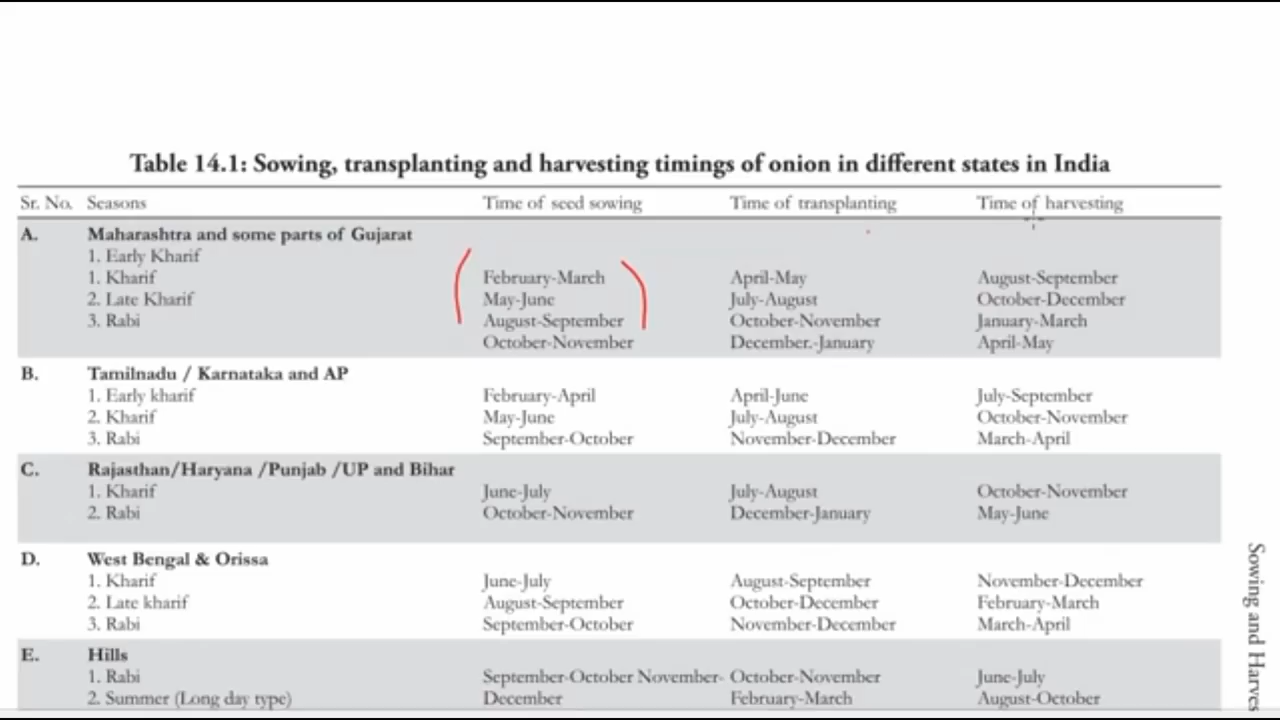 Table 14.1: Sowing, transplanting and harvesting timings of onion in different states in India
Sr. No. Seasons Time of seed sowing Time of transplanting Time of harvesting
A. Maharashtra and some parts of Gujarat
1. Early Kharif
1. Kharif February-March April-May August-September
2. Late Kharif May-June July-August October-December
3. Rabi August-September October-November January-March
October-November December.-January April-May
B. Tamilnadu / Karnataka and AP
1. Early kharif February-April April-June July-September
2. Kharif May-June July-August October-November
3. Rabi September-October November-December March-April
C. Rajasthan/Haryana /Punjab /UP and Bihar
1. Kharif June-July July-August October-November
2. Rabi October-November December-January May-June
D. West Bengal & Orissa
1. Kharif June-July August-September November-December
2. Late kharif August-September October-December February-March
3. Rabi September-October November-December March-April
E. Hills
1. Rabi September-October November- October-November June-July
2. Summer (Long day type) December February-March August-October
Sowing and Harves